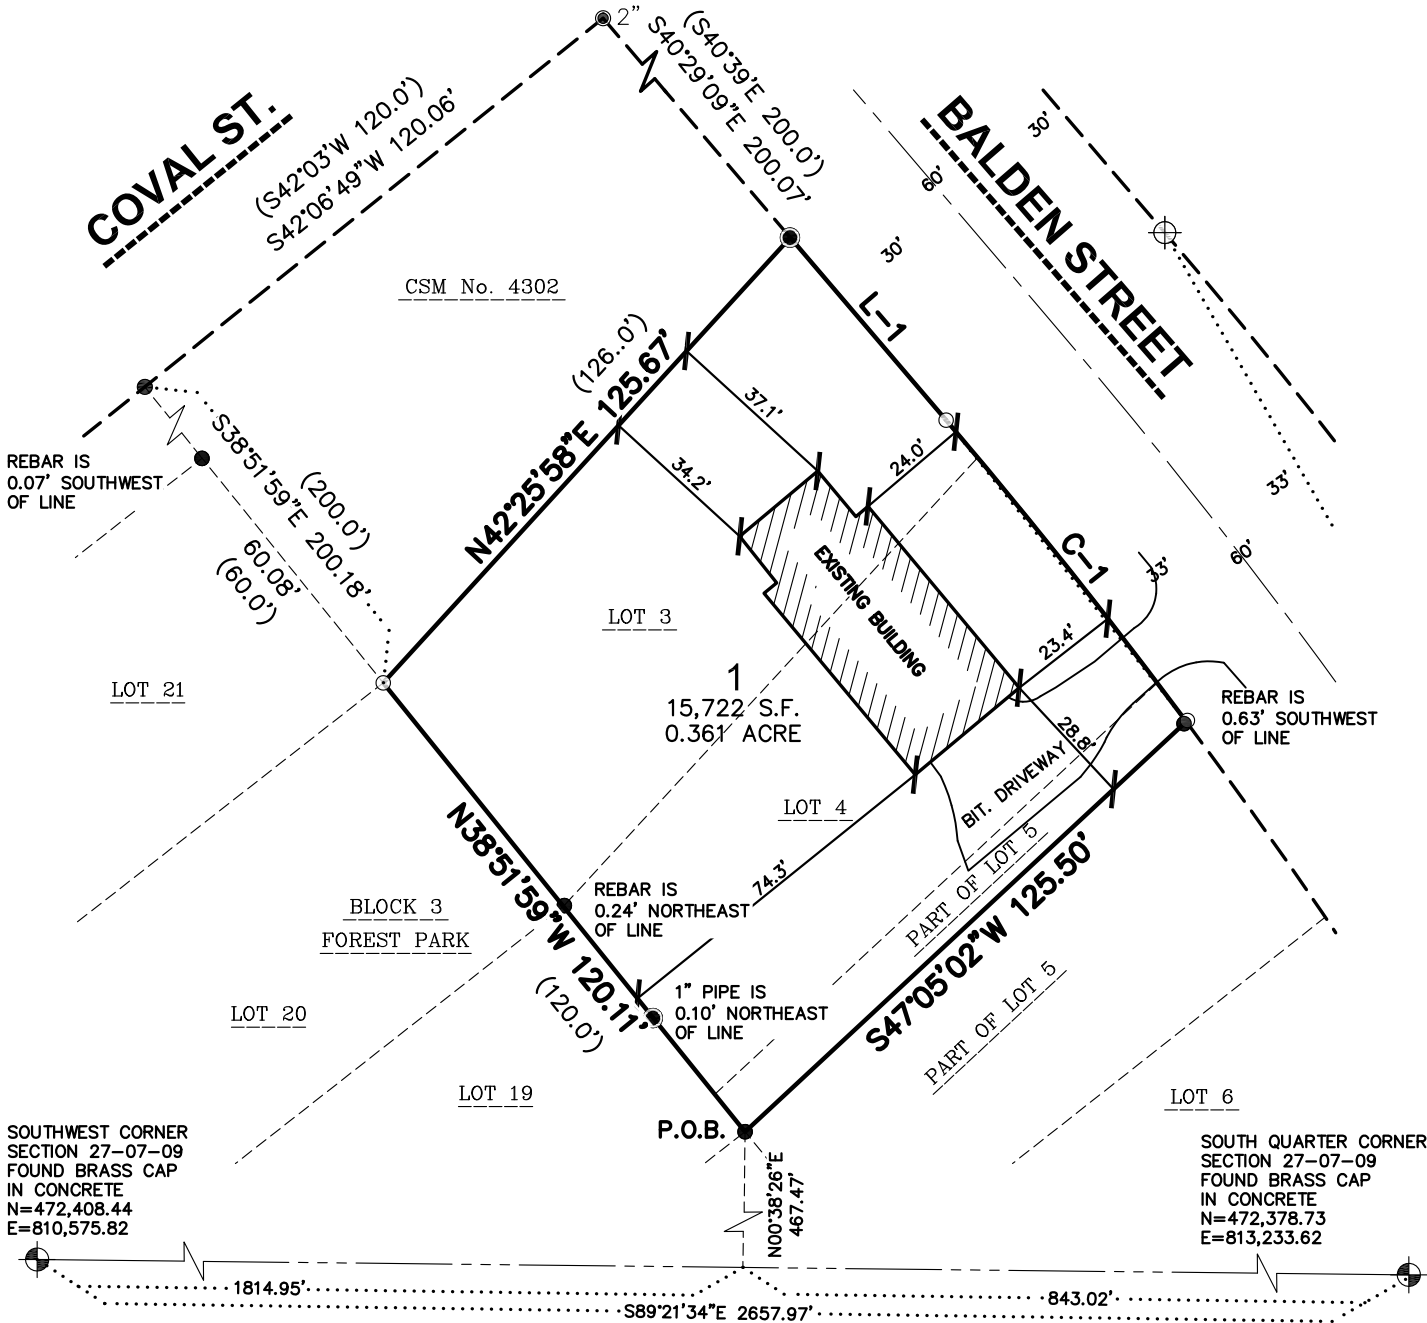 2"
(S40°39'E 200.0')
S40°29'09"E 200.07'
COVAL ST.
(S42°03'W 120.0')
S42°06'49"W 120.06'
BALDEN STREET
30'
60'
30'
CSM No. 4302
L-1
(126..0')
N42°25'58"E 125.67'
37.1'
34.2'
24.0'
33'
REBAR IS
0.07' SOUTHWEST
OF LINE
(200.0')
S38°51'59"E 200.18'
60.08'
(60.0')
C-1
33'
60'
EXISTING BUILDING
LOT 3
23.4'
1
15,722 S.F.
0.361 ACRE
LOT 21
REBAR IS
0.63' SOUTHWEST
OF LINE
28.8'
BIT. DRIVEWAY
LOT 4
N38°51'59"W 120.11'
(120.0')
74.3'
PART OF LOT 5
S47°05'02"W 125.50'
REBAR IS
0.24' NORTHEAST
OF LINE
BLOCK 3
FOREST PARK
1" PIPE IS
0.10' NORTHEAST
OF LINE
LOT 20
PART OF LOT 5
LOT 19
LOT 6
P.O.B.
SOUTHWEST CORNER
SECTION 27-07-09
FOUND BRASS CAP
IN CONCRETE
N=472,408.44
E=810,575.82
N00°38'26"E
467.47'
SOUTH QUARTER CORNER
SECTION 27-07-09
FOUND BRASS CAP
IN CONCRETE
N=472,378.73
E=813,233.62
1814.95'
843.02'
S89°21'34"E 2657.97'